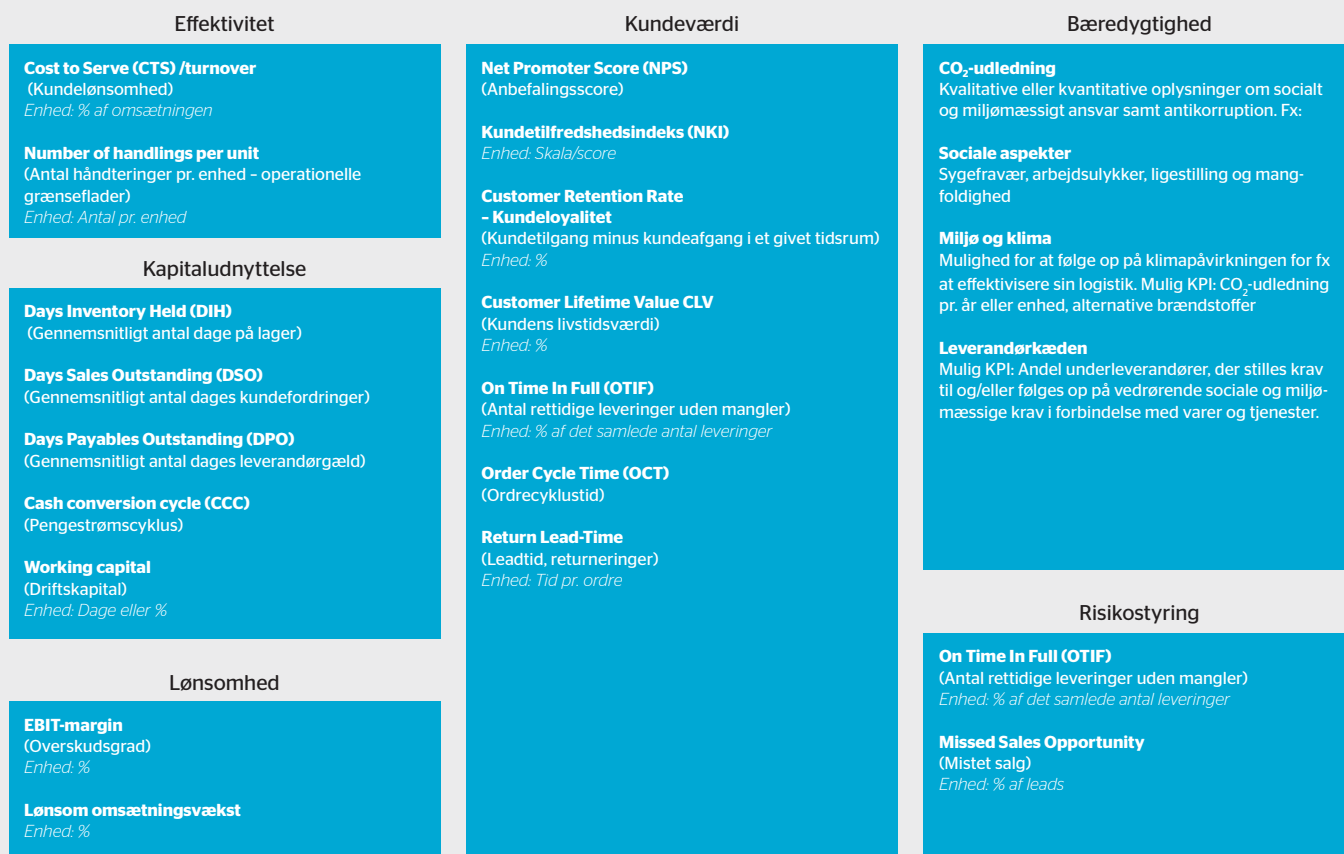 Effektivitet
Cost to Serve (CTS) /turnover
(Kundelønsomhed)
Enhed: % af omsætningen
Number of handlings per unit
(Antal håndteringer pr. enhed – operationelle
grænseflader)
Enhed: Antal pr. enhed
Kapitaludnyttelse
Days Inventory Held (DIH)
(Gennemsnitligt antal dage på lager)
Days Sales Outstanding (DSO)
(Gennemsnitligt antal dages kundefordringer)
Days Payables Outstanding (DPO)
(Gennemsnitligt antal dages leverandørgæld)
Cash conversion cycle (CCC)
(Pengestrømscyklus)
Working capital
(Driftskapital)
Enhed: Dage eller %
Lønsomhed
EBIT-margin
(Overskudsgrad)
Enhed: %
Lønsom omsætningsvækst
Enhed: %
Kundeværdi
Net Promoter Score (NPS)
(Anbefalingsscore)
Kundetilfredshedsindeks (NKI)
Enhed: Skala/score
Customer Retention Rate
– Kundeloyalitet
(Kundetilgang minus kundeafgang i et givet tidsrum)
Enhed: %
Customer Lifetime Value CLV
(Kundens livstidsværdi)
Enhed: %
On Time In Full (OTIF)
(Antal rettidige leveringer uden mangler)
Enhed: % af det samlede antal leveringer
Order Cycle Time (OCT)
(Ordrecyklustid)
Return Lead-Time
(Leadtid, returneringer)
Enhed: Tid pr. ordre
Bæredygtighed
CO₂-udledning
Kvalitative eller kvantitative oplysninger om socialt
og miljømæssigt ansvar samt antikorruption. Fx:
Sociale aspekter
Sygefravær, arbejdsulykker, ligestilling og mang-
foldighed
Miljø og klima
Mulighed for at følge op på klimapåvirkningen for fx
at effektivisere sin logistik. Mulig KPI: CO₂-udledning
pr. år eller enhed, alternative brændstoffer
Leverandørkæden
Mulig KPI: Andel underleverandører, der stilles krav
til og/eller følges op på vedrørende sociale og miljø-
mæssige krav i forbindelse med varer og tjenester.
Risikostyring
On Time In Full (OTIF)
(Antal rettidige leveringer uden mangler)
Enhed: % af det samlede antal leveringer
Missed Sales Opportunity
(Mistet salg)
Enhed: % af leads